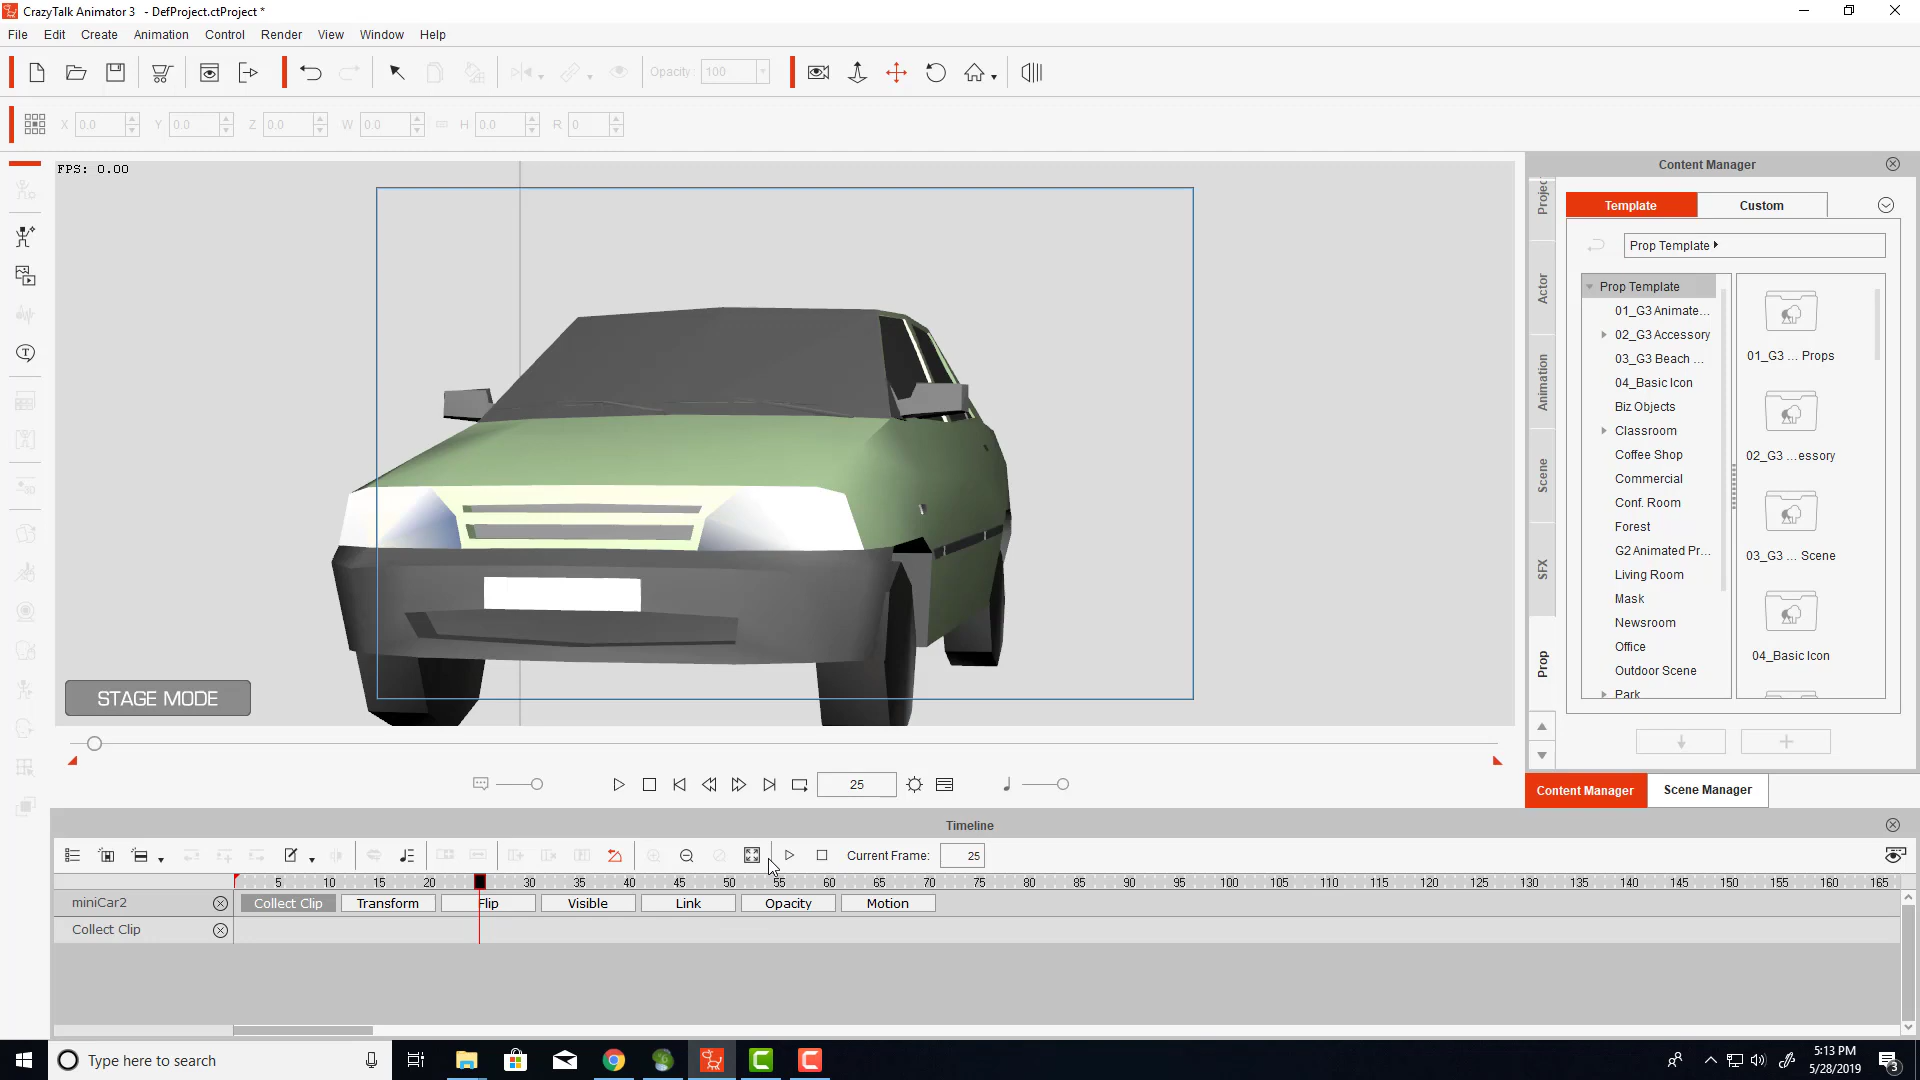 CrazyTalk Animator 3 - DefProject.ctProject *
File Edit Create Animation Control Render View Window Help
Opacity : 100
X 0.0 Y 0.0 Z 0.0 W 0.0 H 0.0 R 0
FPS: 0.00
STAGE MODE
25
Content Manager
Template Custom
Prop Template
Project
Actor
Animation
Scene
SFX
Prop
Prop Template
01_G3 Animate...
02_G3 Accessory
03_G3 Beach ...
04_Basic Icon
Biz Objects
Classroom
Coffee Shop
Commercial
Conf. Room
Forest
G2 Animated Pr...
Living Room
Mask
Newsroom
Office
Outdoor Scene
Park
01_G3 ... Props
02_G3 ...essory
03_G3 ... Scene
04_Basic Icon
Content Manager Scene Manager
Timeline
Current Frame: 25
5 10 15 20 30 35 40 45 50 55 60 65 70 75 80 85 90 95 100 105 110 115 120 125 130 135 140 145 150 155 160 165
miniCar2 Collect Clip Transform Flip Visible Link Opacity Motion
Collect Clip
Type here to search
5:13 PM
5/28/2019
3